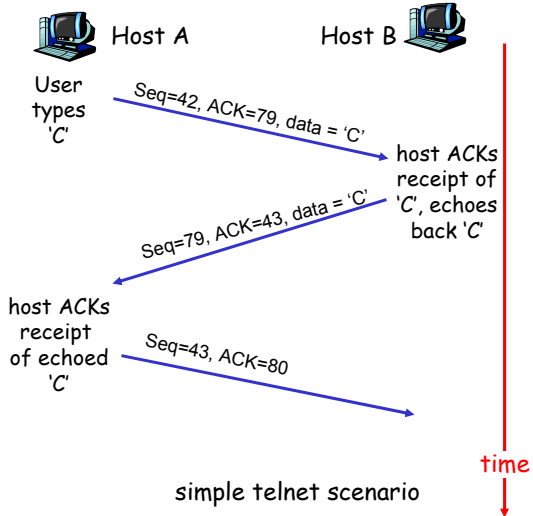 Host A
Host B
User
types
‘C’
Seq=42, ACK=79, data = ‘C’
host ACKs
receipt of
‘C’, echoes
back ‘C’
Seq=79, ACK=43, data = ‘C’
host ACKs
receipt
of echoed
‘C’
Seq=43, ACK=80
time
simple telnet scenario